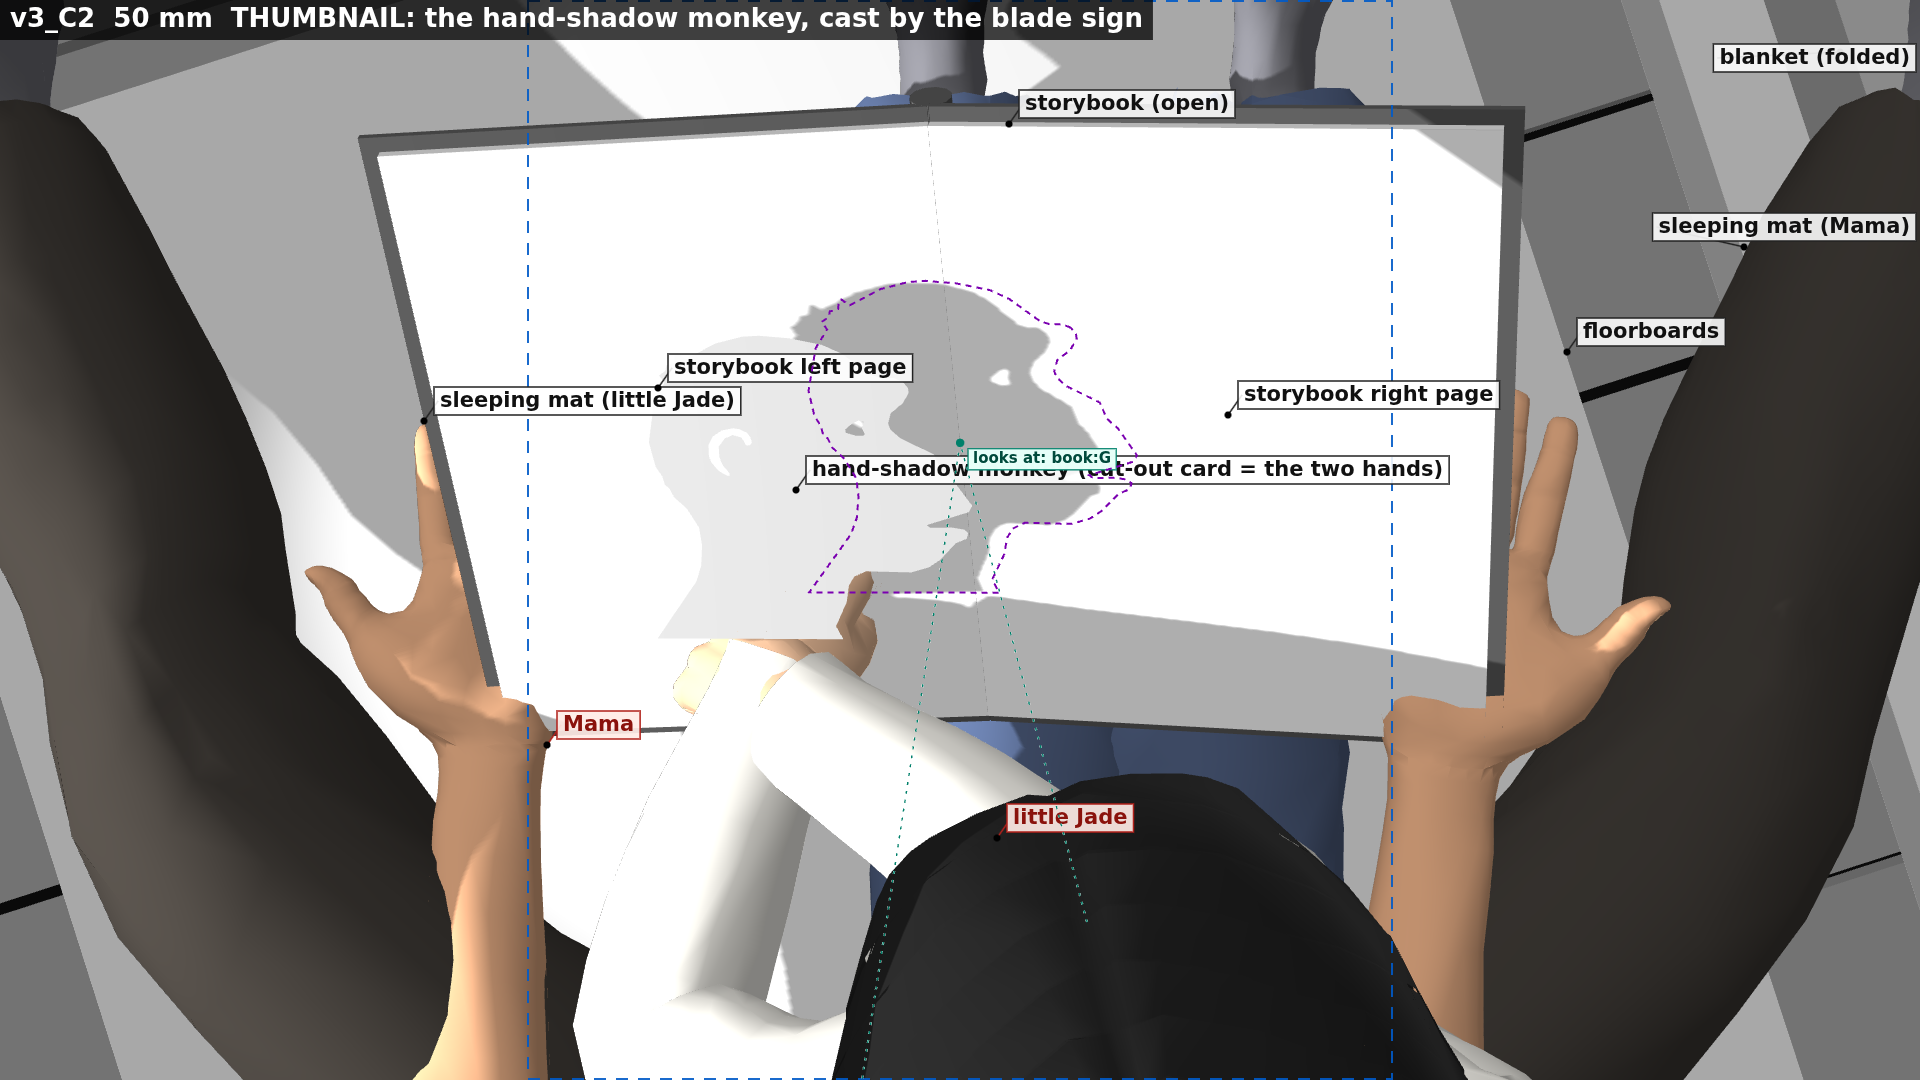 v3_C2 50 mm THUMBNAIL: the hand-shadow monkey, cast by the blade sign
blanket (folded)
storybook (open)
sleeping mat (Mama)
floorboards
storybook left page
storybook right page
sleeping mat (little Jade)
looks at: book:G
hand-shadow monkey (cut-out card = the two hands)
Mama
little Jade